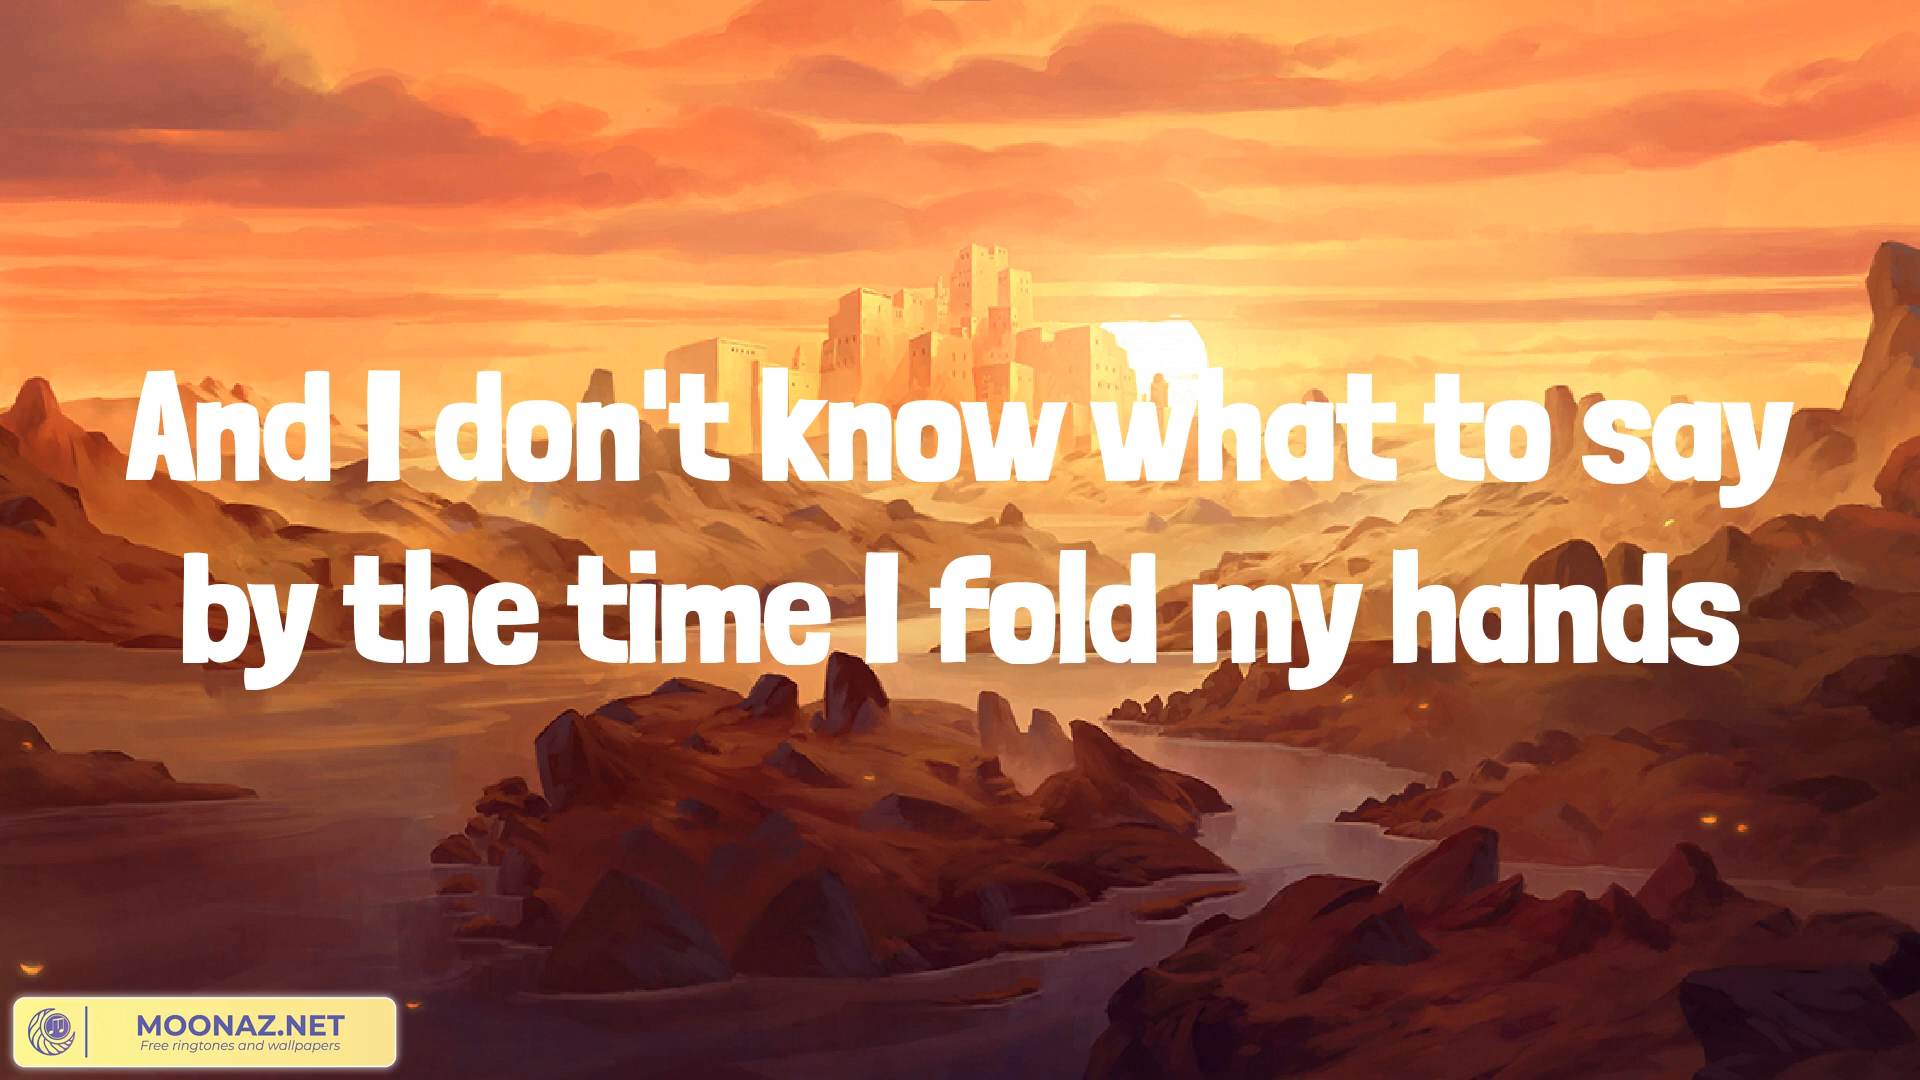 And I don't know what to say
by the time I fold my hands
MOONAZ.NET
Free ringtones and wallpapers